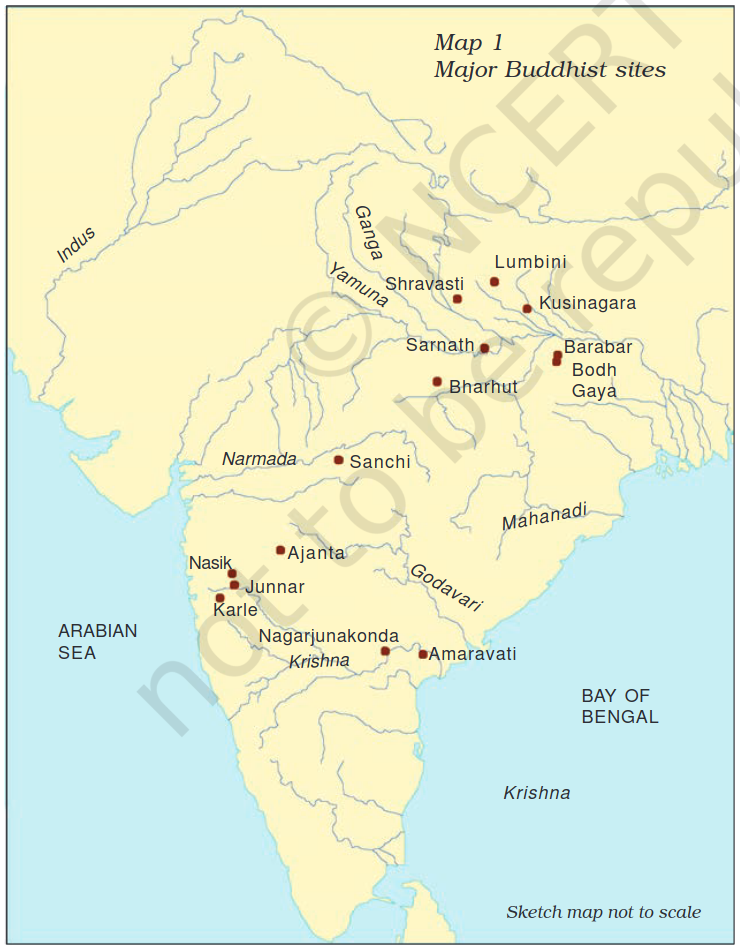 Map 1
Major Buddhist sites
© NCERT
not to be repu
Indus
Ganga
Yamuna
Lumbini
Shravasti
Kusinagara
Sarnath
Barabar
Bodh
Gaya
Bharhut
Narmada
Sanchi
Mahanadi
Ajanta
Nasik
Junnar
Karle
Godavari
ARABIAN
SEA
Nagarjunakonda
Krishna
Amaravati
BAY OF
BENGAL
Krishna
Sketch map not to scale